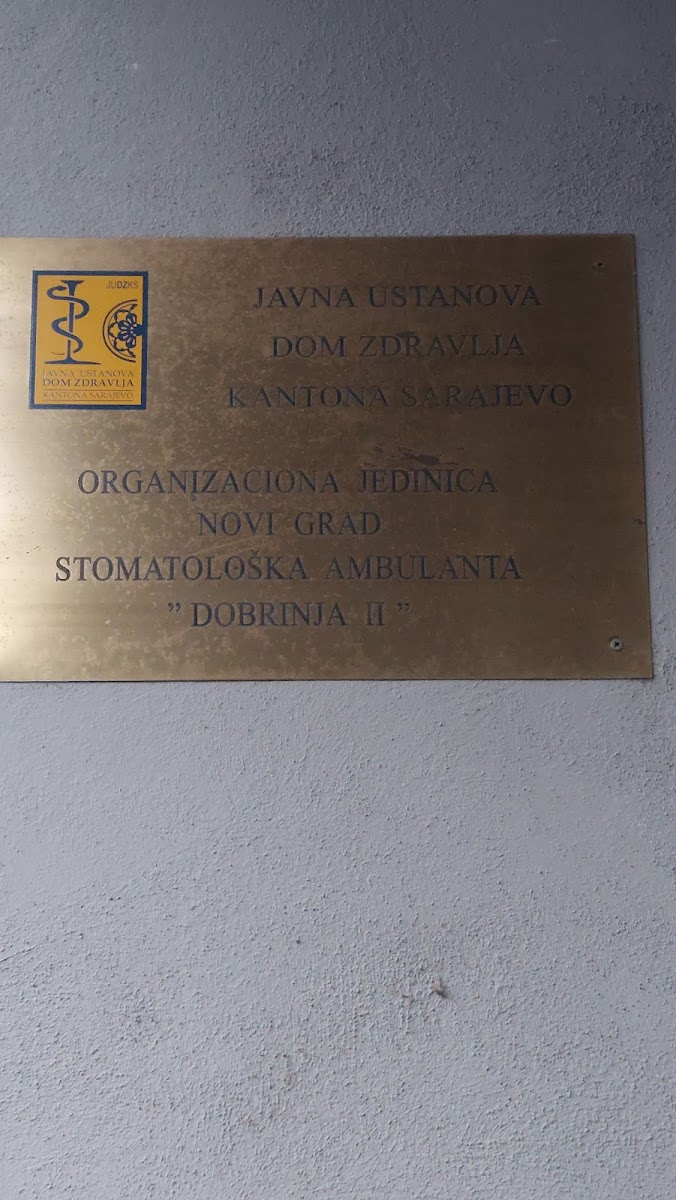 JUDZKS
JAVNA USTANOVA
DOM ZDRAVLJA
KANTONA SARAJEVO
JAVNA USTANOVA
DOM ZDRAVLJA
KANTONA SARAJEVO
ORGANIZACIONA JEDINICA
NOVI GRAD
STOMATOLOŠKA AMBULANTA
” DOBRINJA II ”